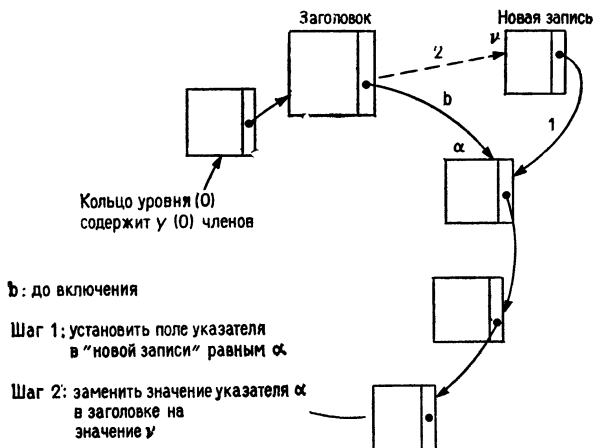 Заголовок
Новая запись
ν
2
b
1
α
Кольцо уровня (0)
содержит γ (0) членов
b: до включения
Шаг 1: установить поле указателя
в "новой записи" равным α
Шаг 2: заменить значение указателя α
в заголовке на
значение ν